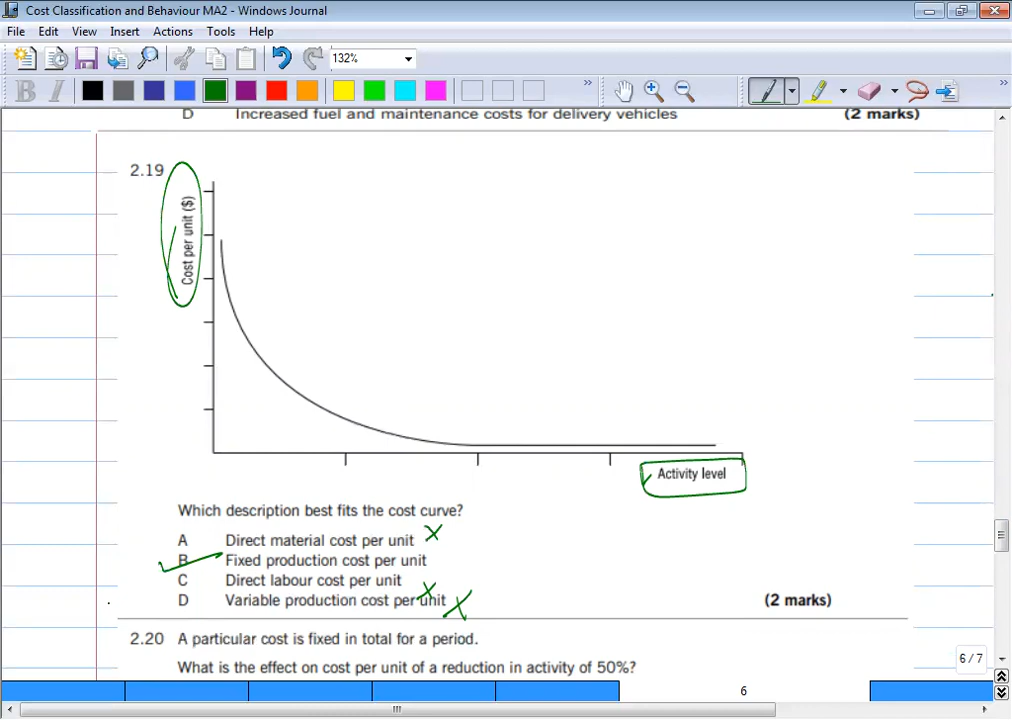 Cost Classification and Behaviour MA2 - Windows Journal
File Edit View Insert Actions Tools Help
132%
B I
D Increased fuel and maintenance costs for delivery vehicles (2 marks)
2.19
Cost per unit ($)
Activity level
Which description best fits the cost curve?
A Direct material cost per unit
B Fixed production cost per unit
C Direct labour cost per unit
D Variable production cost per unit
(2 marks)
2.20 A particular cost is fixed in total for a period.
What is the effect on cost per unit of a reduction in activity of 50%?
6 / 7
6